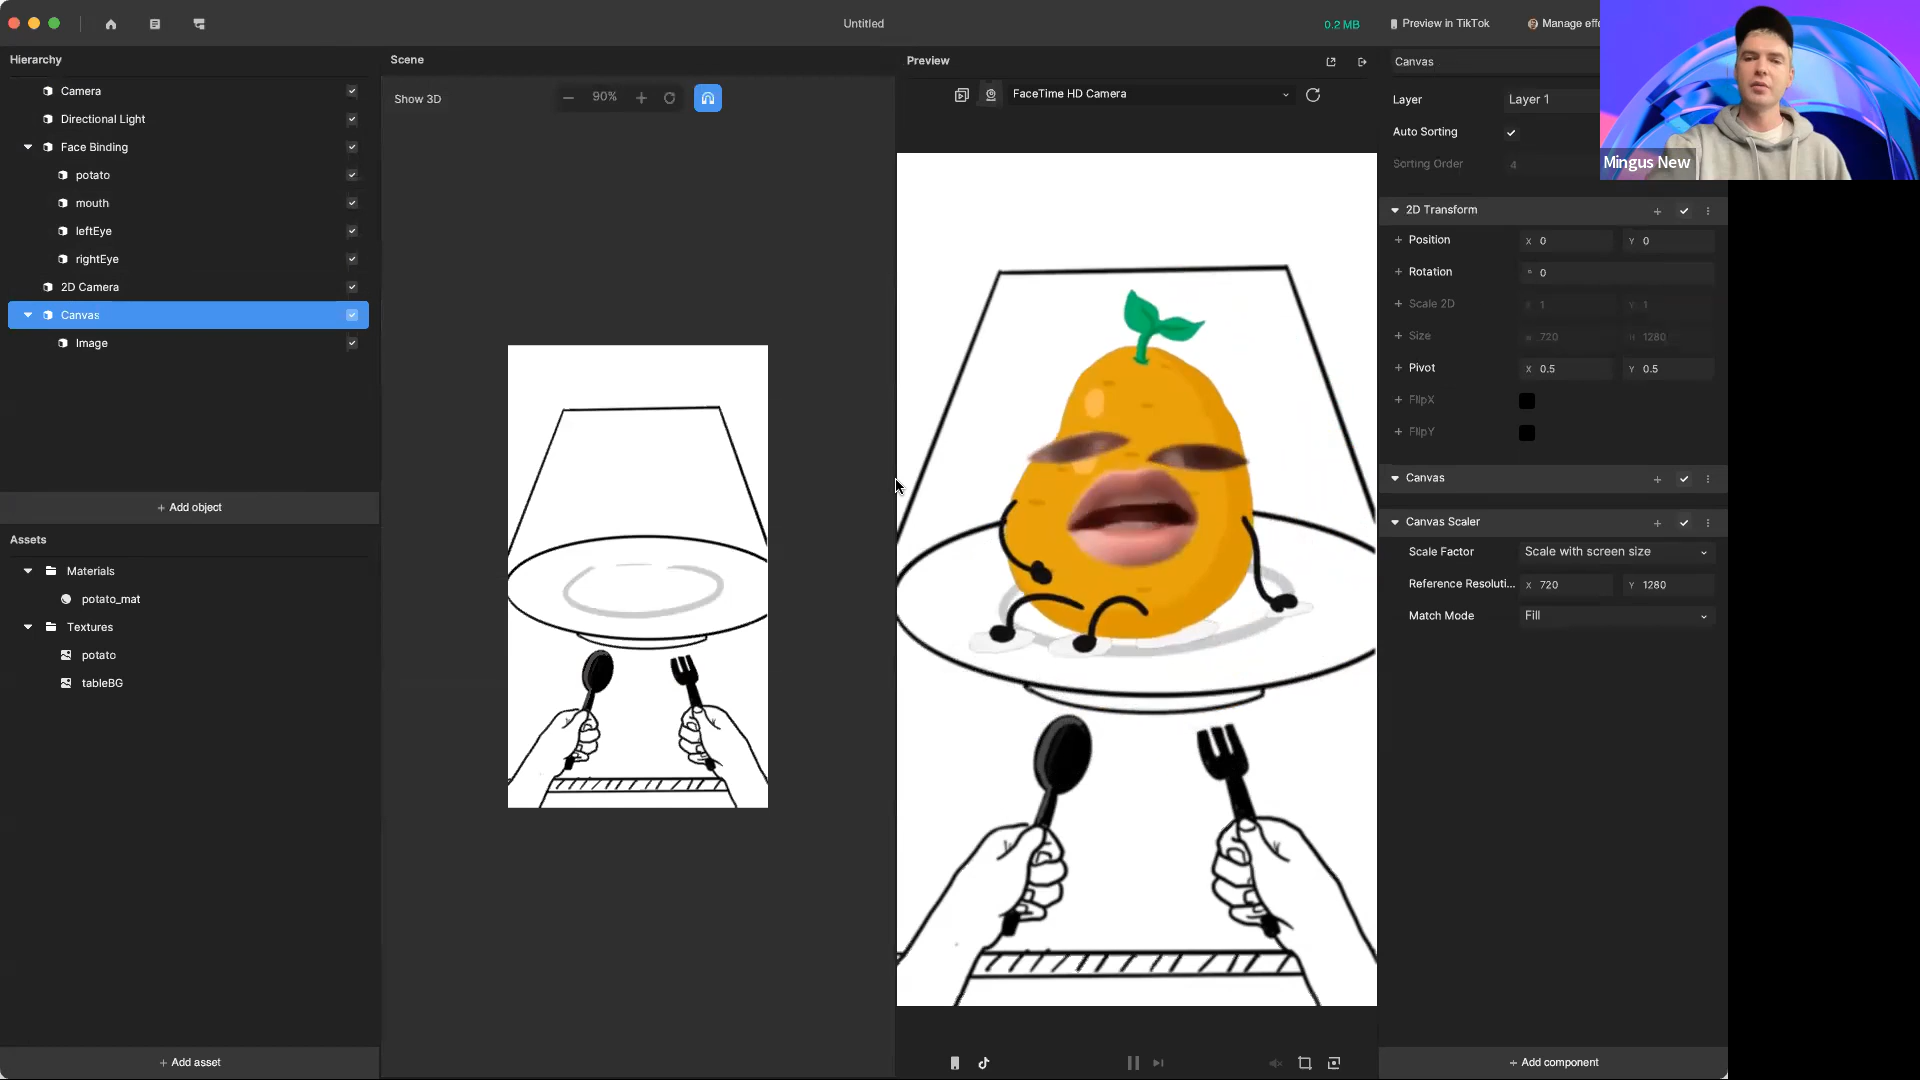 Untitled
0.2 MB
Preview in TikTok
Manage effe
Hierarchy
Camera
Directional Light
Face Binding
potato
mouth
leftEye
rightEye
2D Camera
Canvas
Image
+ Add object
Assets
Materials
potato_mat
Textures
potato
tableBG
+ Add asset
Scene
Show 3D
90%
Preview
FaceTime HD Camera
Canvas
Layer
Layer 1
Auto Sorting
Sorting Order
4
Mingus New
2D Transform
Position
X 0
Y 0
Rotation
° 0
Scale 2D
X 1
Y 1
Size
W 720
H 1280
Pivot
X 0.5
Y 0.5
FlipX
FlipY
Canvas
Canvas Scaler
Scale Factor
Scale with screen size
Reference Resoluti...
X 720
Y 1280
Match Mode
Fill
+ Add component